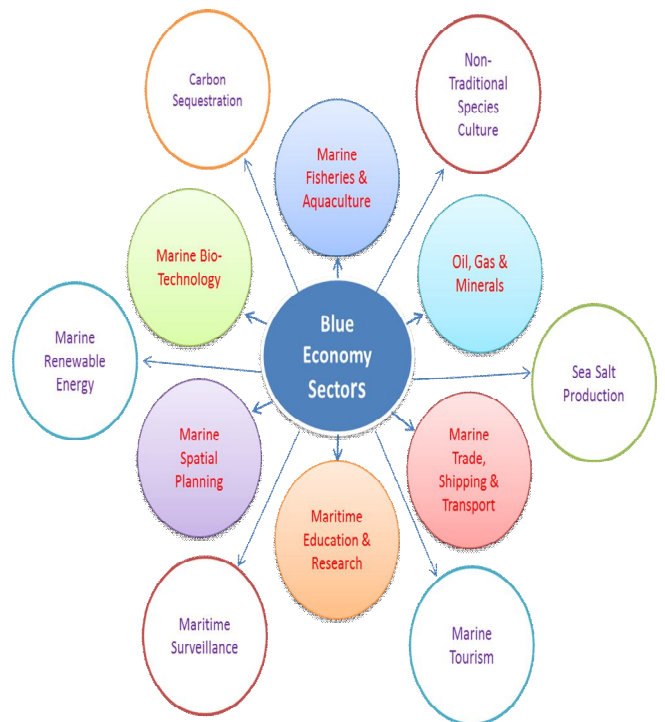 Carbon
Sequestration
Non-
Traditional
Species
Culture
Marine
Fisheries &
Aquaculture
Marine Bio-
Technology
Oil, Gas &
Minerals
Blue
Economy
Sectors
Marine
Renewable
Energy
Sea Salt
Production
Marine
Spatial
Planning
Marine
Trade,
Shipping &
Transport
Maritime
Education &
Research
Maritime
Surveillance
Marine
Tourism